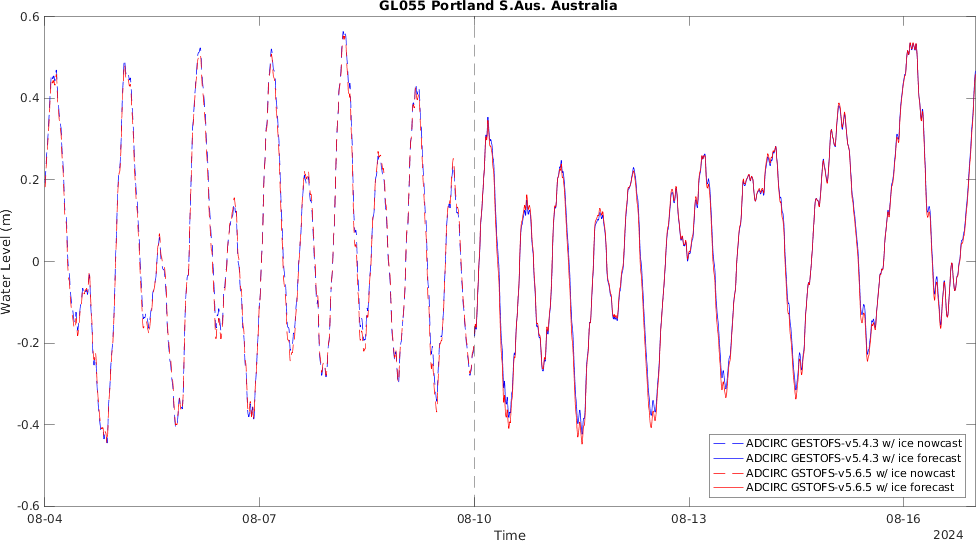 GL055 Portland S.Aus. Australia
0.6
0.4
0.2
0
-0.2
-0.4
-0.6
Water Level (m)
ADCIRC GESTOFS-v5.4.3 w/ ice nowcast
ADCIRC GESTOFS-v5.4.3 w/ ice forecast
ADCIRC GSTOFS-v5.6.5 w/ ice nowcast
ADCIRC GSTOFS-v5.6.5 w/ ice forecast
08-04 08-07 08-10 08-13 08-16
Time
2024